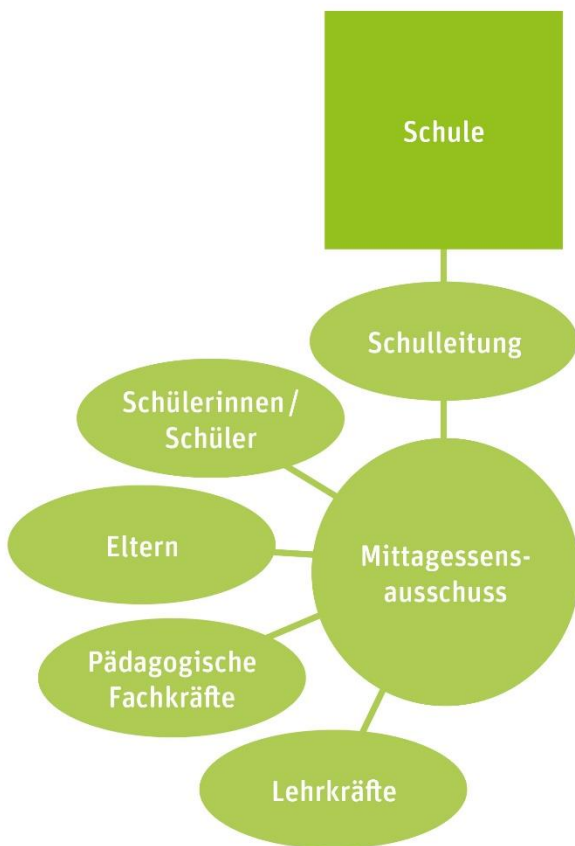 Schule
Schulleitung
Schülerinnen /
Schüler
Eltern
Mittagessens-
ausschuss
Pädagogische
Fachkräfte
Lehrkräfte